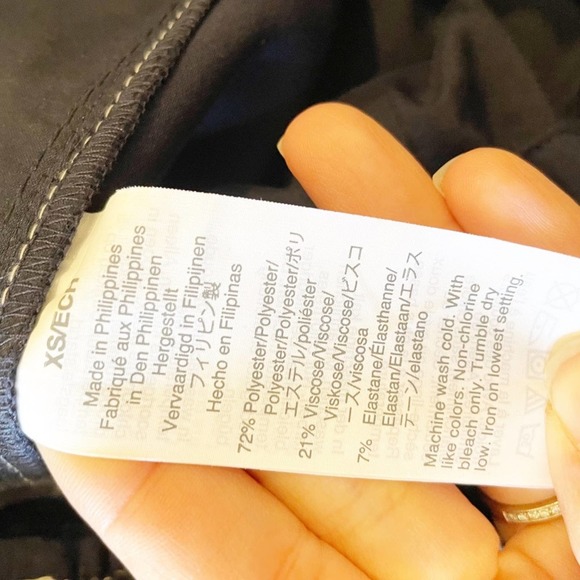 XS/ECH
Made in Philippines
Fabriqué aux Philippines
in Den Philippinen
Hergestellt
Vervaardigd in Filipijnen
フィリピン製
Hecho en Filipinas
72% Polyester/Polyester/
Polyester/Polyester/ポリ
エステル/poliéster
21% Viscose/Viscose/
Viskose/Viscose/ビスコ
ース/viscosa
7% Elastane/Élasthanne/
Elastan/Elastaan/エラス
テーン/elastano
Machine wash cold. With
like colors. Non-chlorine
bleach only. Tumble dry
low. Iron on lowest setting.